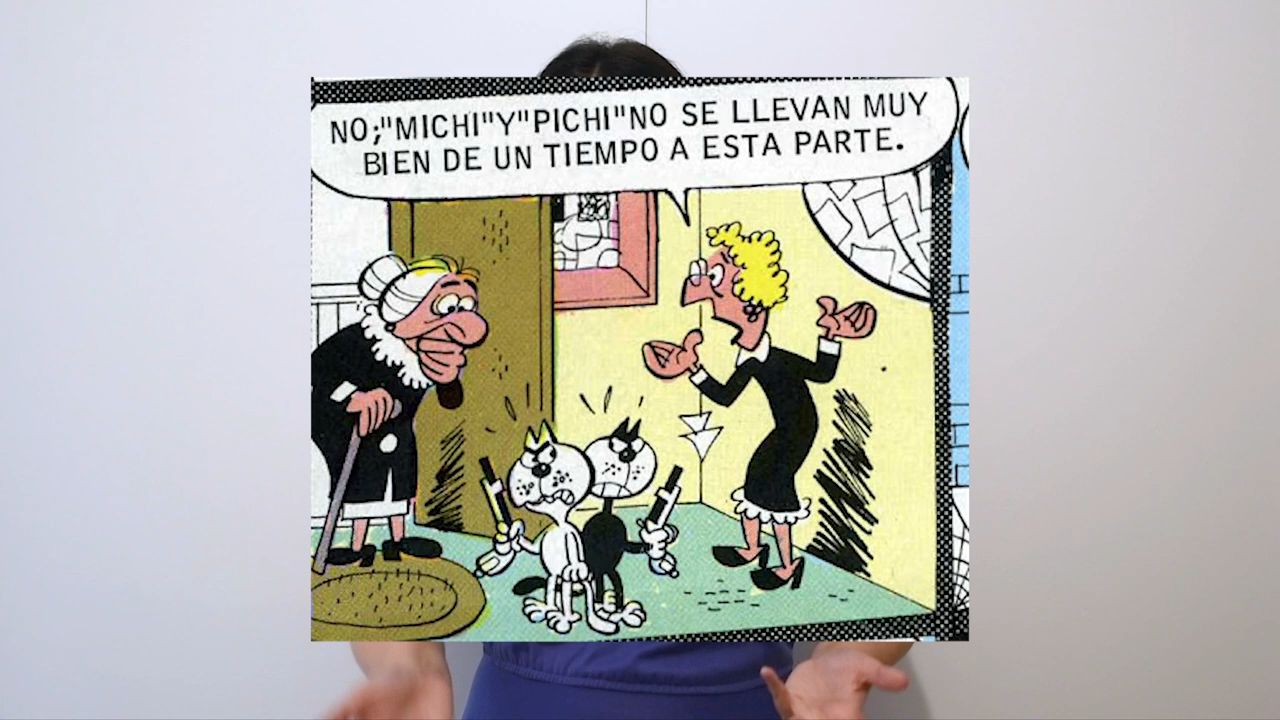 NO;"MICHI"Y"PICHI"NO SE LLEVAN MUY
BIEN DE UN TIEMPO A ESTA PARTE.